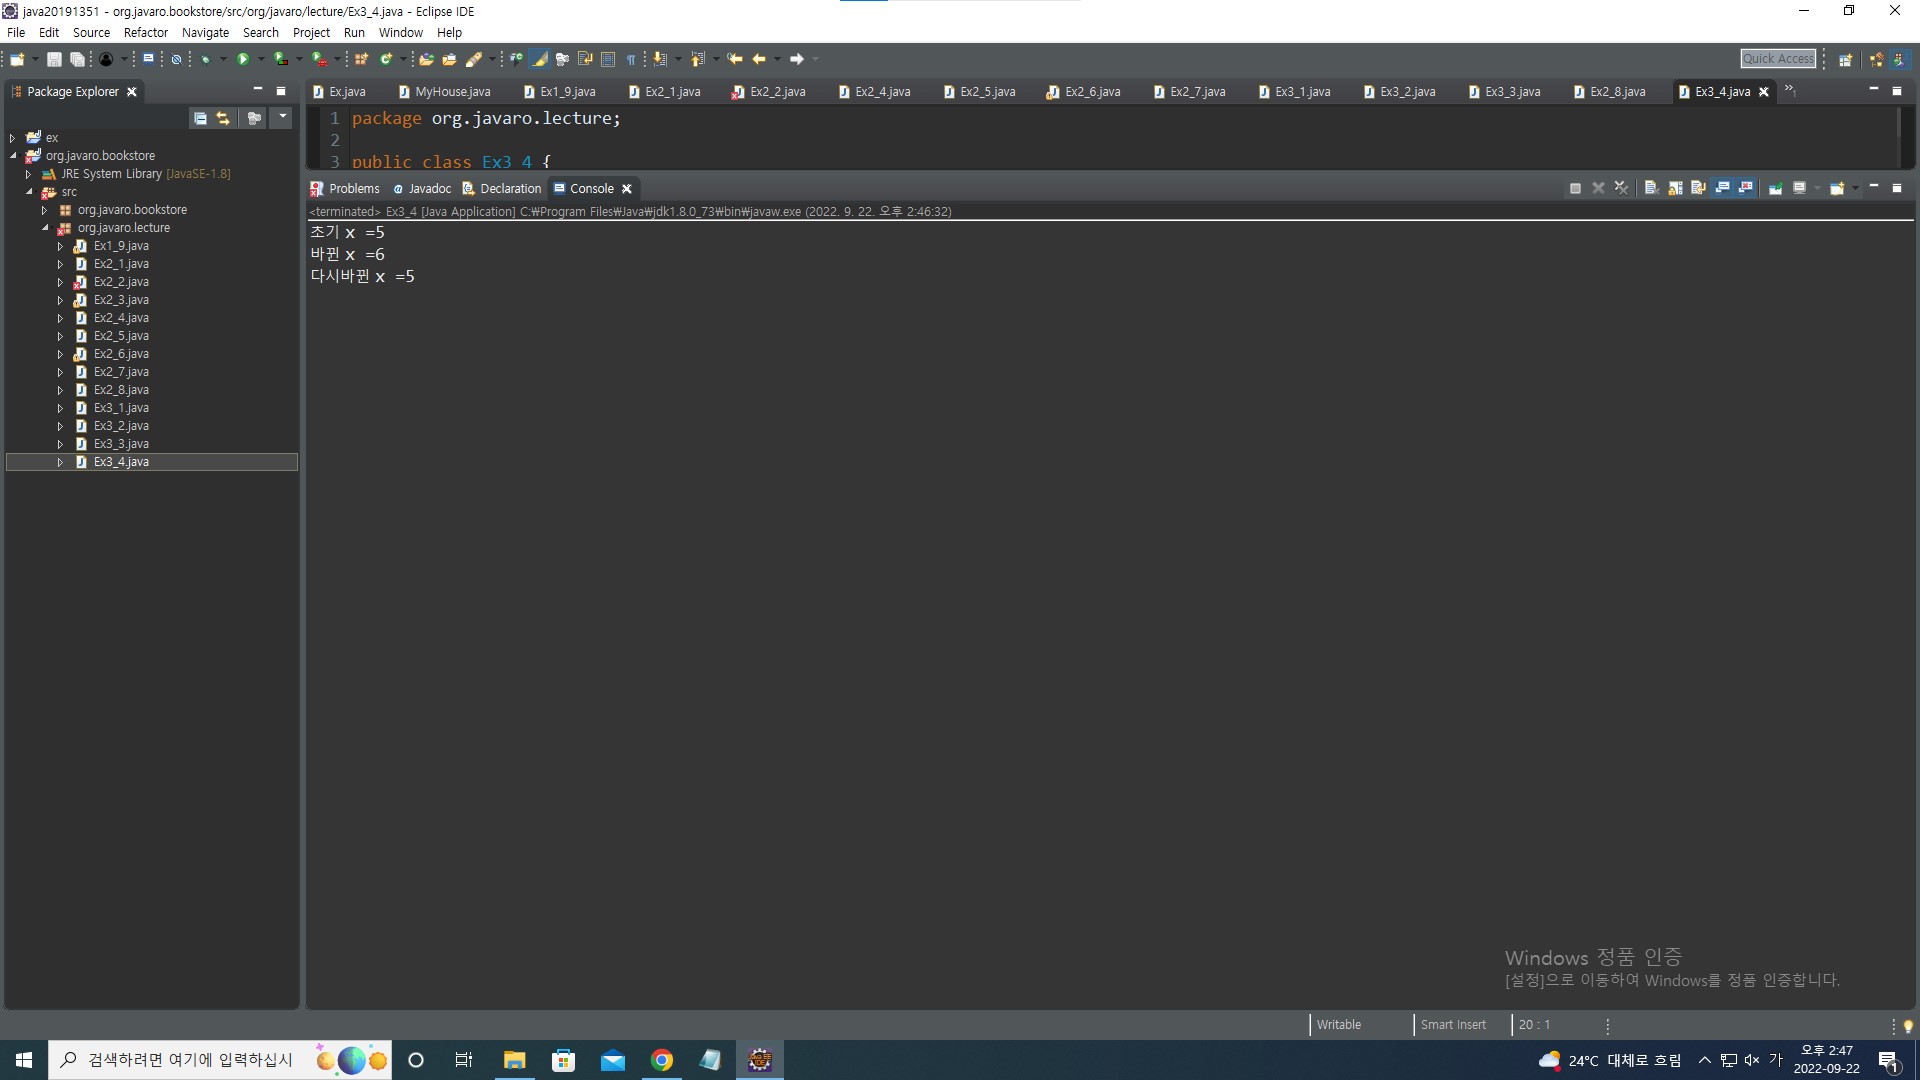 java20191351 - org.javaro.bookstore/src/org/javaro/lecture/Ex3_4.java - Eclipse IDE
File Edit Source Refactor Navigate Search Project Run Window Help
Quick Access
Package Explorer
Ex.java MyHouse.java Ex1_9.java Ex2_1.java Ex2_2.java Ex2_4.java Ex2_5.java Ex2_6.java Ex2_7.java Ex3_1.java Ex3_2.java Ex3_3.java Ex2_8.java Ex3_4.java »1
ex
org.javaro.bookstore
JRE System Library [JavaSE-1.8]
src
org.javaro.bookstore
org.javaro.lecture
Ex1_9.java
Ex2_1.java
Ex2_2.java
Ex2_3.java
Ex2_4.java
Ex2_5.java
Ex2_6.java
Ex2_7.java
Ex2_8.java
Ex3_1.java
Ex3_2.java
Ex3_3.java
Ex3_4.java
1 package org.javaro.lecture;
2
3 public class Ex3_4 {
Problems Javadoc Declaration Console
<terminated> Ex3_4 [Java Application] C:₩Program Files₩Java₩jdk1.8.0_73₩bin₩javaw.exe (2022. 9. 22. 오후 2:46:32)
초기 x =5
바뀐 x =6
다시바뀐 x =5
Windows 정품 인증
[설정]으로 이동하여 Windows를 정품 인증합니다.
Writable Smart Insert 20 : 1
검색하려면 여기에 입력하십시
24°C 대체로 흐림 가 오후 2:47
2022-09-22
1